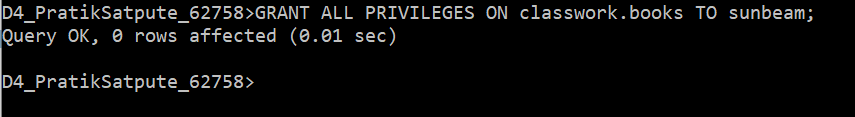 D4_PratikSatpute_62758>GRANT ALL PRIVILEGES ON classwork.books TO sunbeam;
Query OK, 0 rows affected (0.01 sec)
D4_PratikSatpute_62758>